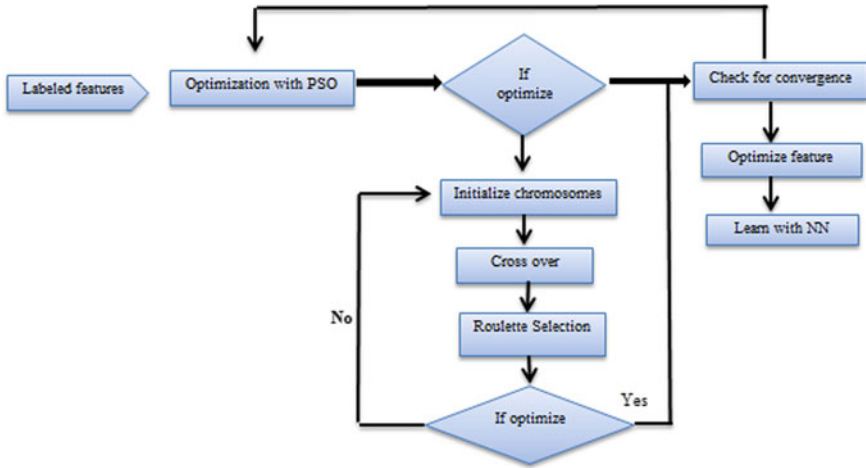 Labeled features
Optimization with PSO
If
optimize
Check for convergence
Optimize feature
Learn with NN
Initialize chromosomes
Cross over
Roulette Selection
No
If optimize
Yes